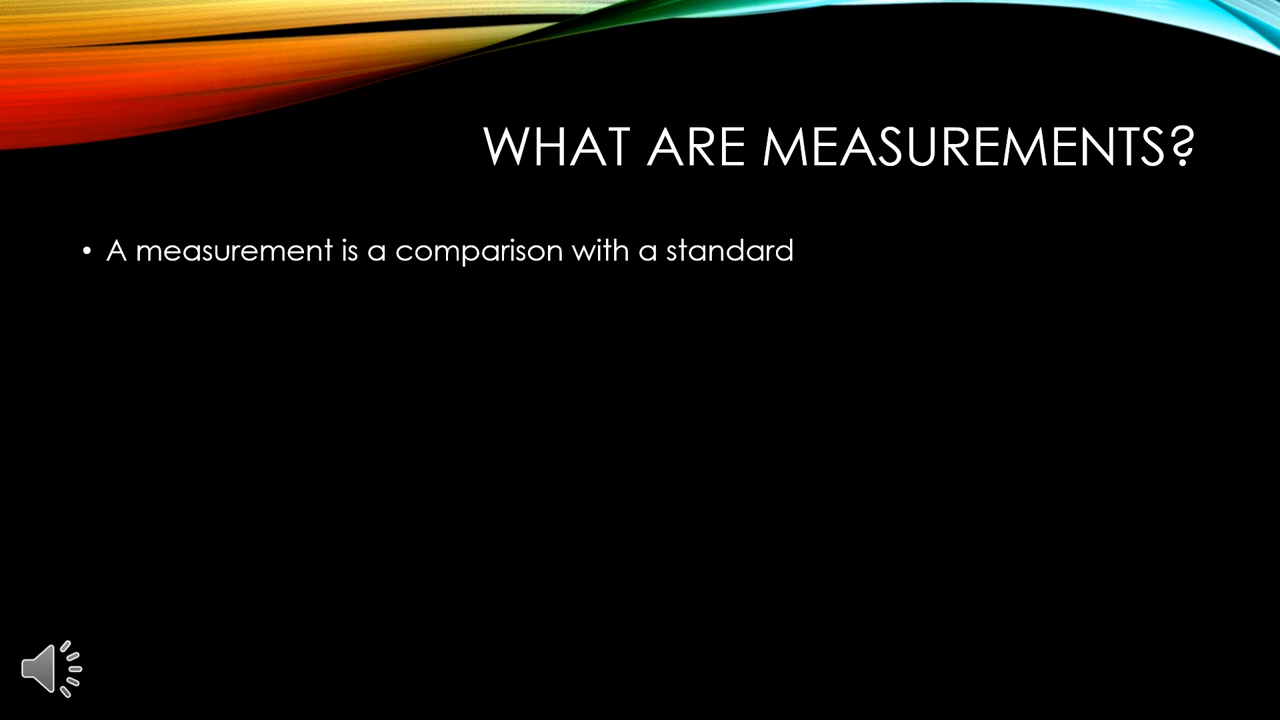 WHAT ARE MEASUREMENTS?
• A measurement is a comparison with a standard